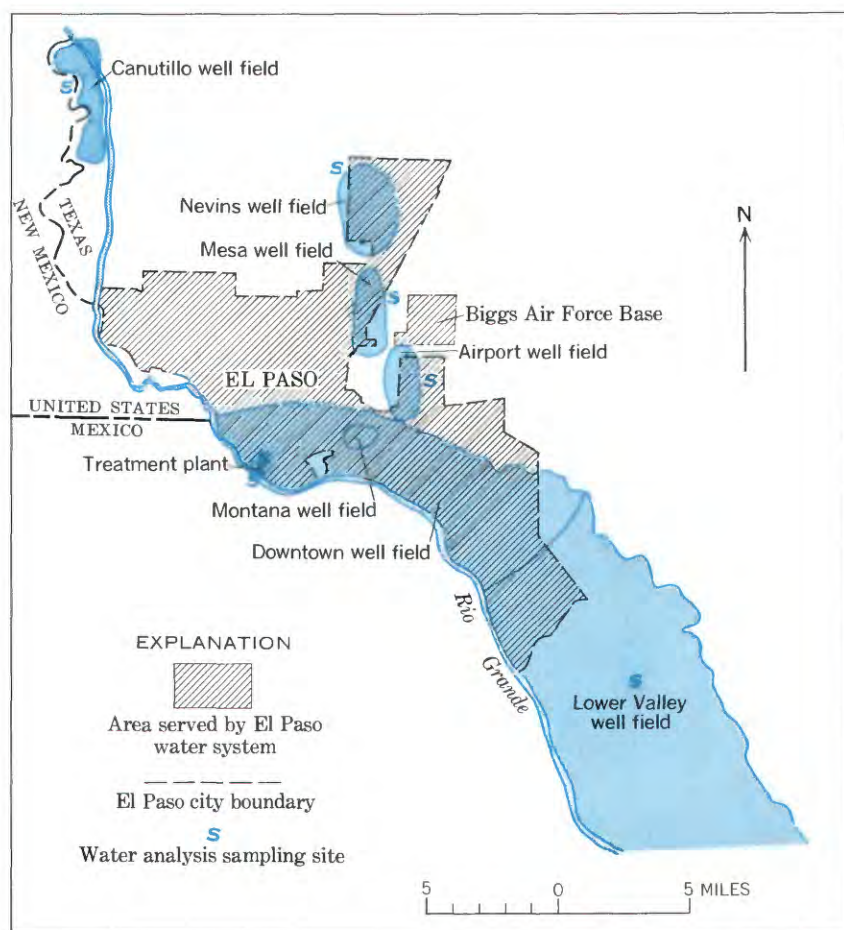 Canutillo well field
S
S
Nevins well field
TEXAS
NEW MEXICO
Mesa well field
N
S
Biggs Air Force Base
Airport well field
S
EL PASO
UNITED STATES
MEXICO
Treatment plant
S
Montana well field
Downtown well field
Rio
Grande
S
Lower Valley
well field
EXPLANATION
Area served by El Paso
water system
El Paso city boundary
S
Water analysis sampling site
5 0 5 MILES